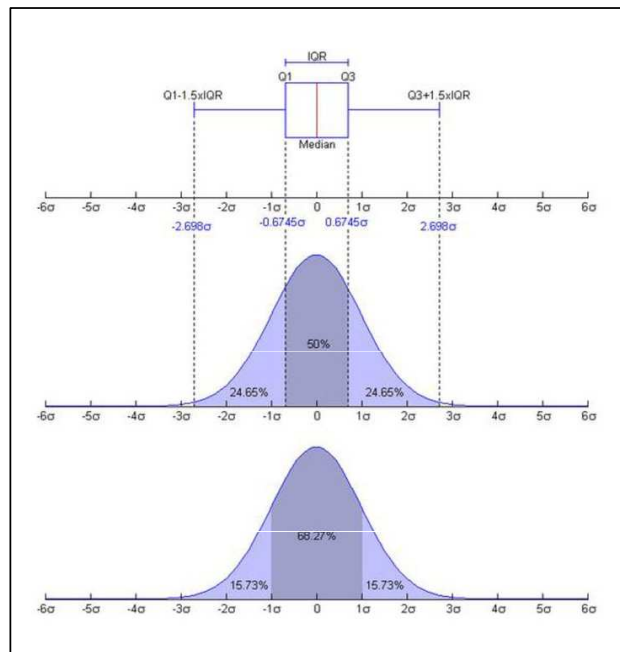 IQR
Q1 Q3
Q1-1.5xIQR Q3+1.5xIQR
Median
-6σ -5σ -4σ -3σ -2σ -1σ 0 1σ 2σ 3σ 4σ 5σ 6σ
-2.698σ -0.6745σ 0.6745σ 2.698σ
50%
24.65% 24.65%
-6σ -5σ -4σ -3σ -2σ -1σ 0 1σ 2σ 3σ 4σ 5σ 6σ
68.27%
15.73% 15.73%
-6σ -5σ -4σ -3σ -2σ -1σ 0 1σ 2σ 3σ 4σ 5σ 6σ